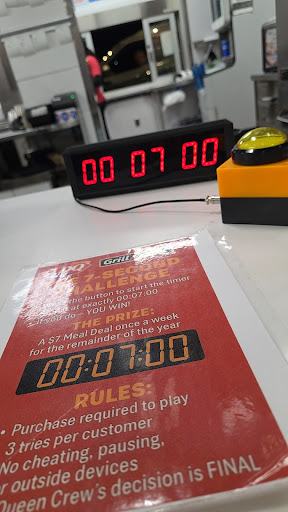 00 07 00
Grill
7-SECOND
CHALLENGE
the button to start the timer
at exactly 00:07:00
do - YOU WIN!
THE PRIZE:
A $7 Meal Deal once a week
for the remainder of the year
00:07:00
RULES:
• Purchase required to play
3 tries per customer
No cheating, pausing,
or outside devices
Queen Crew's decision is FINAL